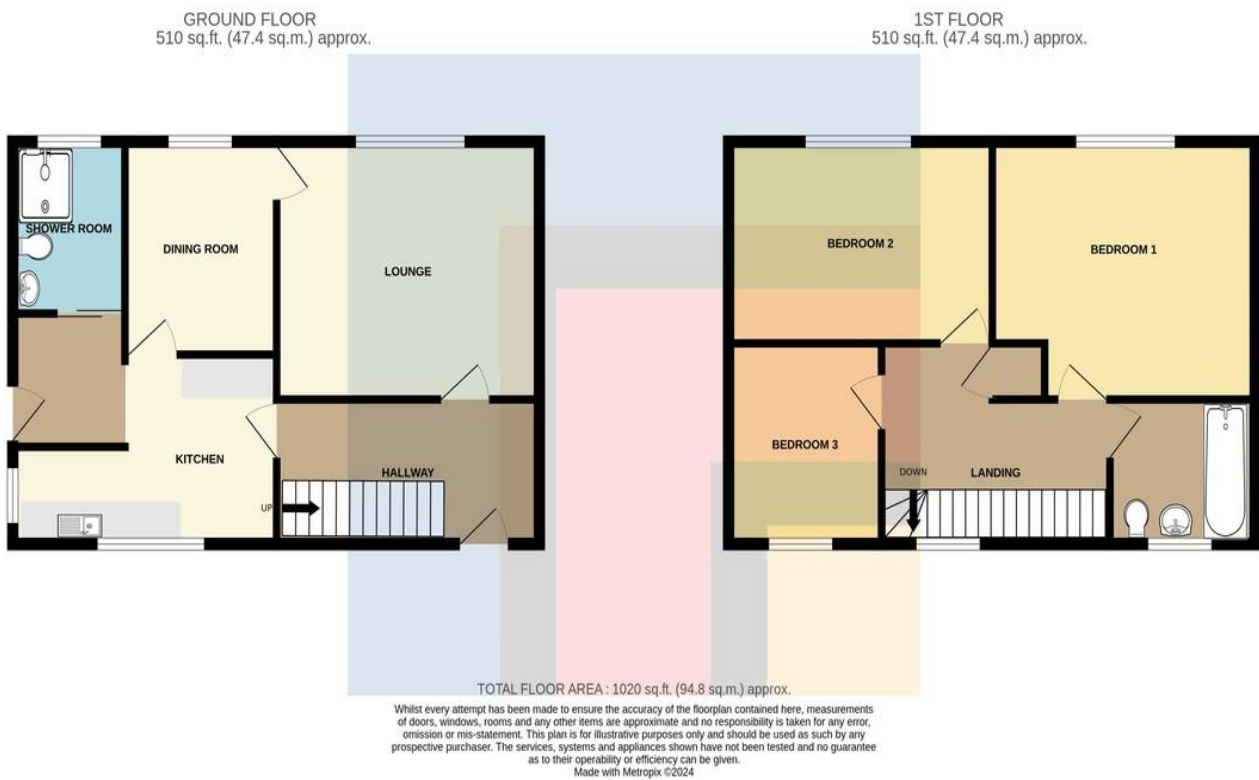 GROUND FLOOR
510 sq.ft. (47.4 sq.m.) approx.
1ST FLOOR
510 sq.ft. (47.4 sq.m.) approx.
SHOWER ROOM
DINING ROOM
LOUNGE
KITCHEN
HALLWAY
UP
BEDROOM 2
BEDROOM 1
BEDROOM 3
DOWN
LANDING
TOTAL FLOOR AREA : 1020 sq.ft. (94.8 sq.m.) approx.
Whilst every attempt has been made to ensure the accuracy of the floorplan contained here, measurements
of doors, windows, rooms and any other items are approximate and no responsibility is taken for any error,
omission or mis-statement. This plan is for illustrative purposes only and should be used as such by any
prospective purchaser. The services, systems and appliances shown have not been tested and no guarantee
as to their operability or efficiency can be given.
Made with Metropix ©2024